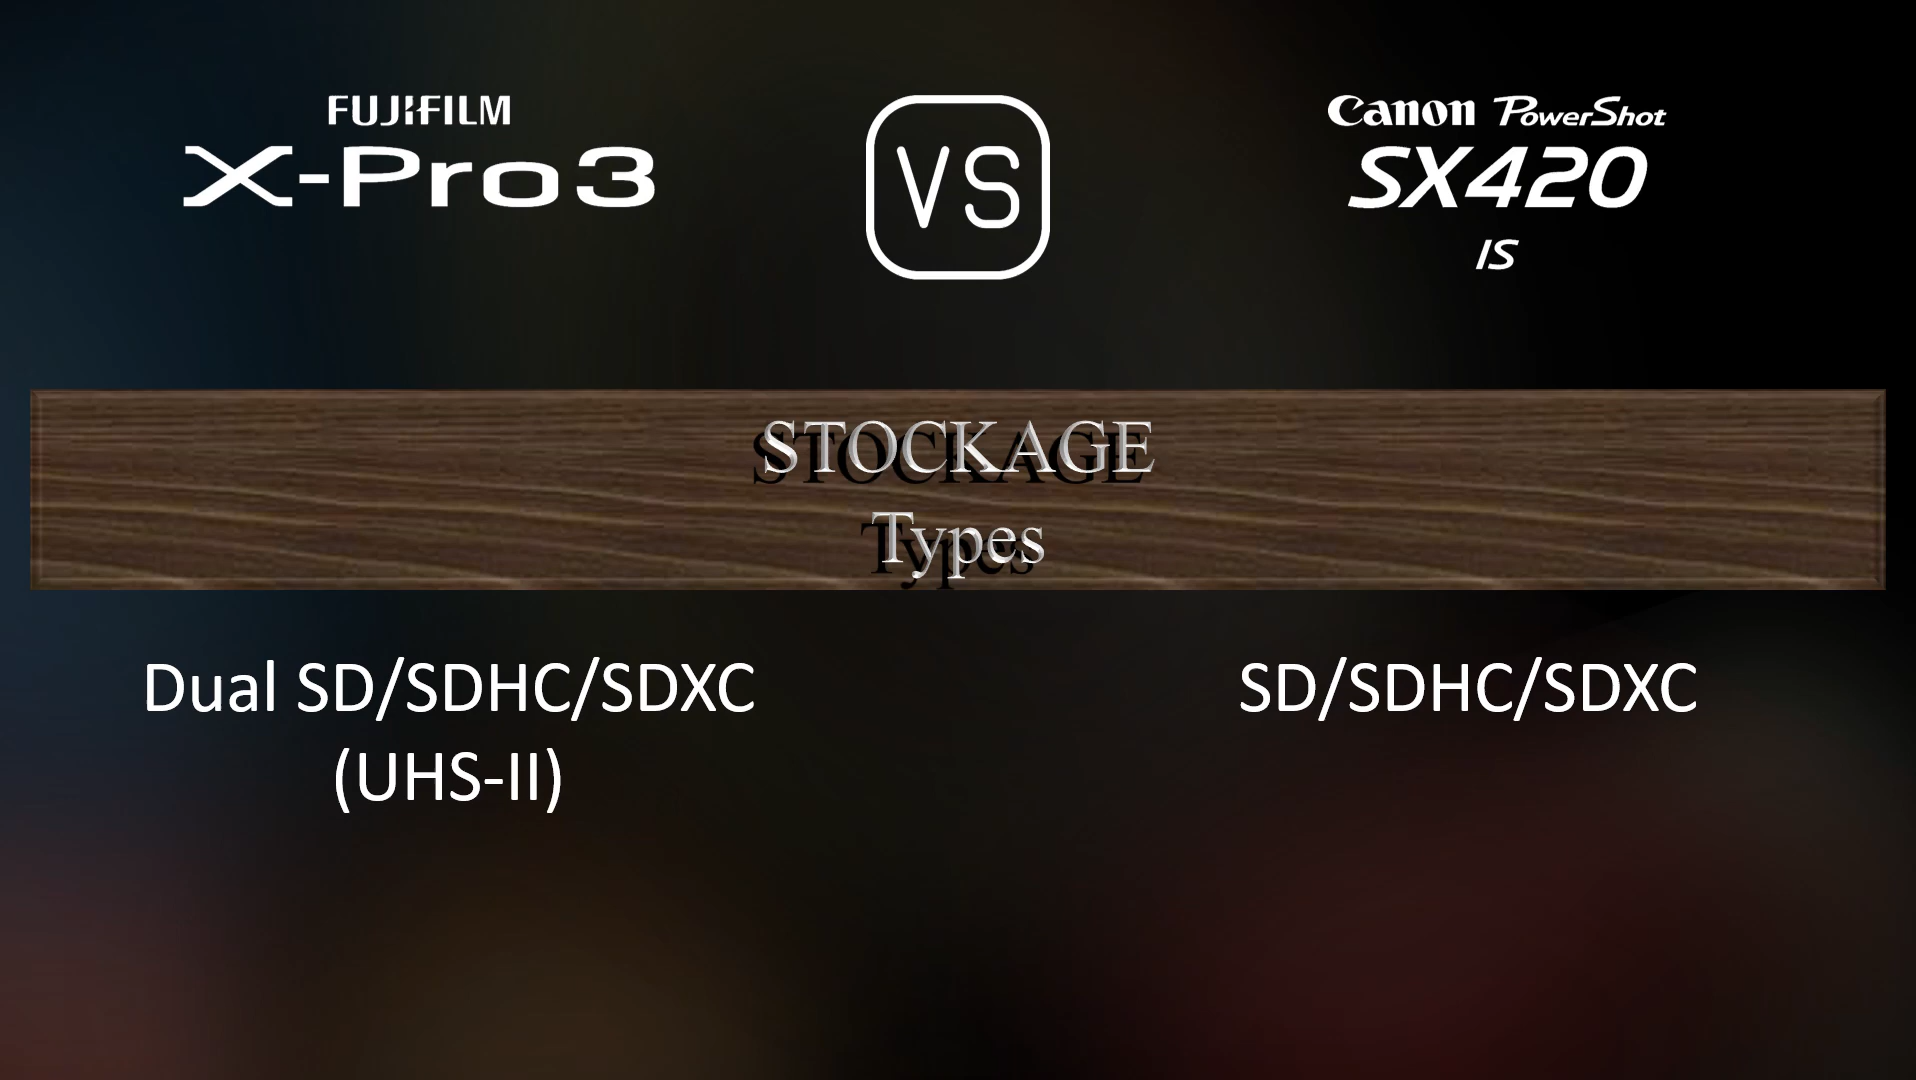 FUJIFILM
X-Pro3
VS
Canon PowerShot
SX420
IS
STOCKAGE
Types
Dual SD/SDHC/SDXC
(UHS-II)
SD/SDHC/SDXC